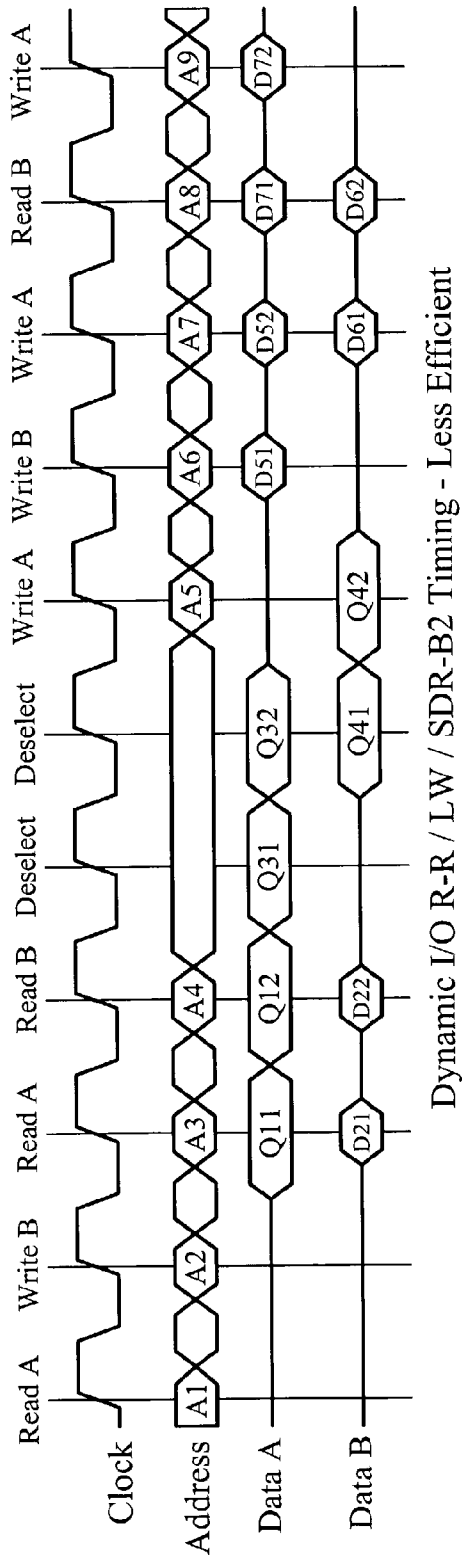 Read A Write B Read A Read B Deselect Deselect Write A Write B Write A Read B Write A
Clock
Address A1 A2 A3 A4 A5 A6 A7 A8 A9
Data A Q11 Q12 Q31 Q32 D51 D52 D71 D72
Data B D21 D22 Q41 Q42 D61 D62
Dynamic I/O R-R / LW / SDR-B2 Timing - Less Efficient